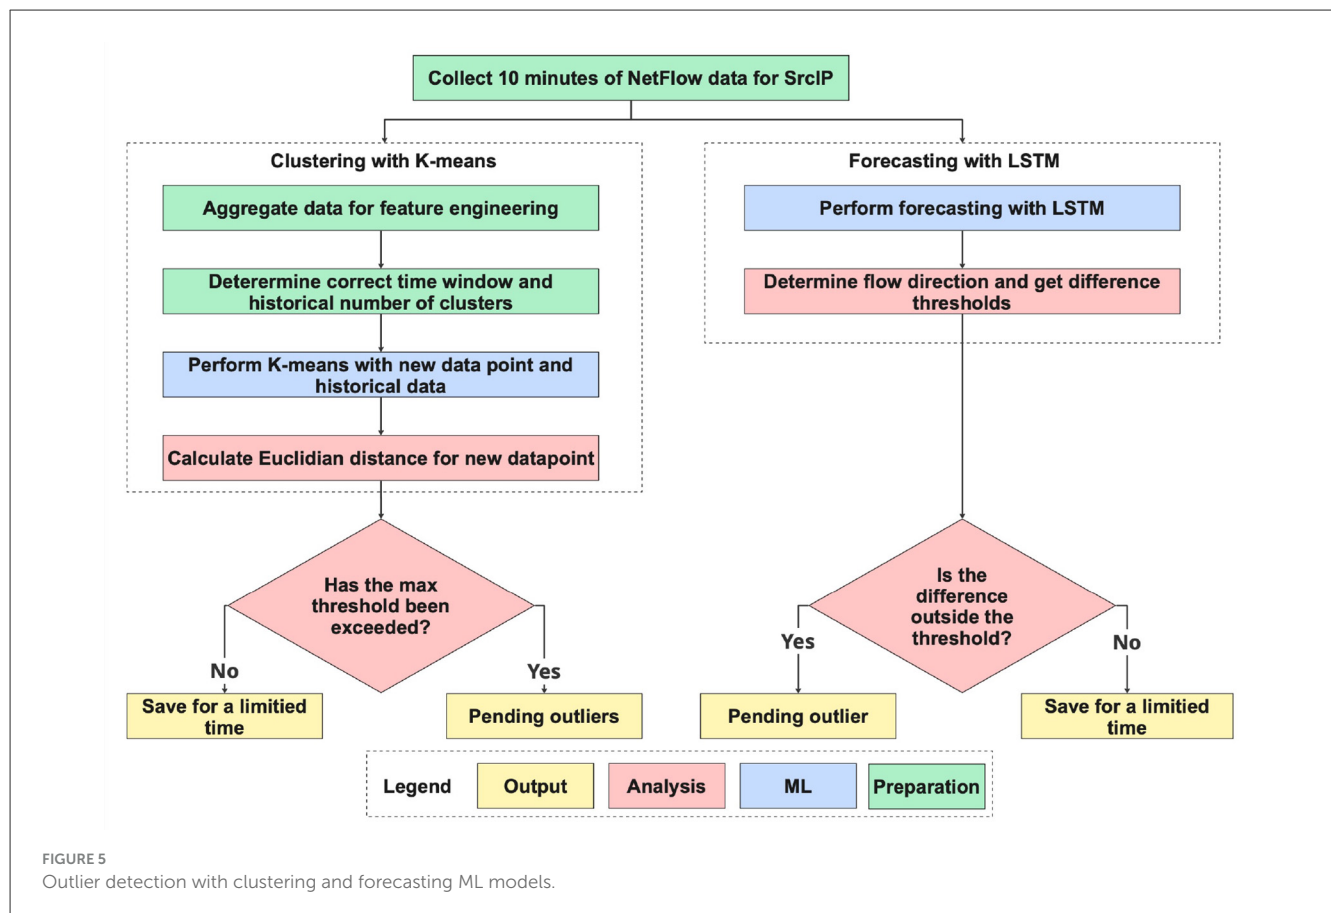 Collect 10 minutes of NetFlow data for SrcIP
Clustering with K-means
Aggregate data for feature engineering
Deterermine correct time window and
historical number of clusters
Perform K-means with new data point and
historical data
Calculate Euclidian distance for new datapoint
Has the max
threshold been
exceeded?
No
Yes
Save for a limitied
time
Pending outliers
Forecasting with LSTM
Perform forecasting with LSTM
Determine flow direction and get difference
thresholds
Is the
difference
outside the
threshold?
Yes
No
Pending outlier
Save for a limitied
time
Legend
Output
Analysis
ML
Preparation
FIGURE 5
Outlier detection with clustering and forecasting ML models.